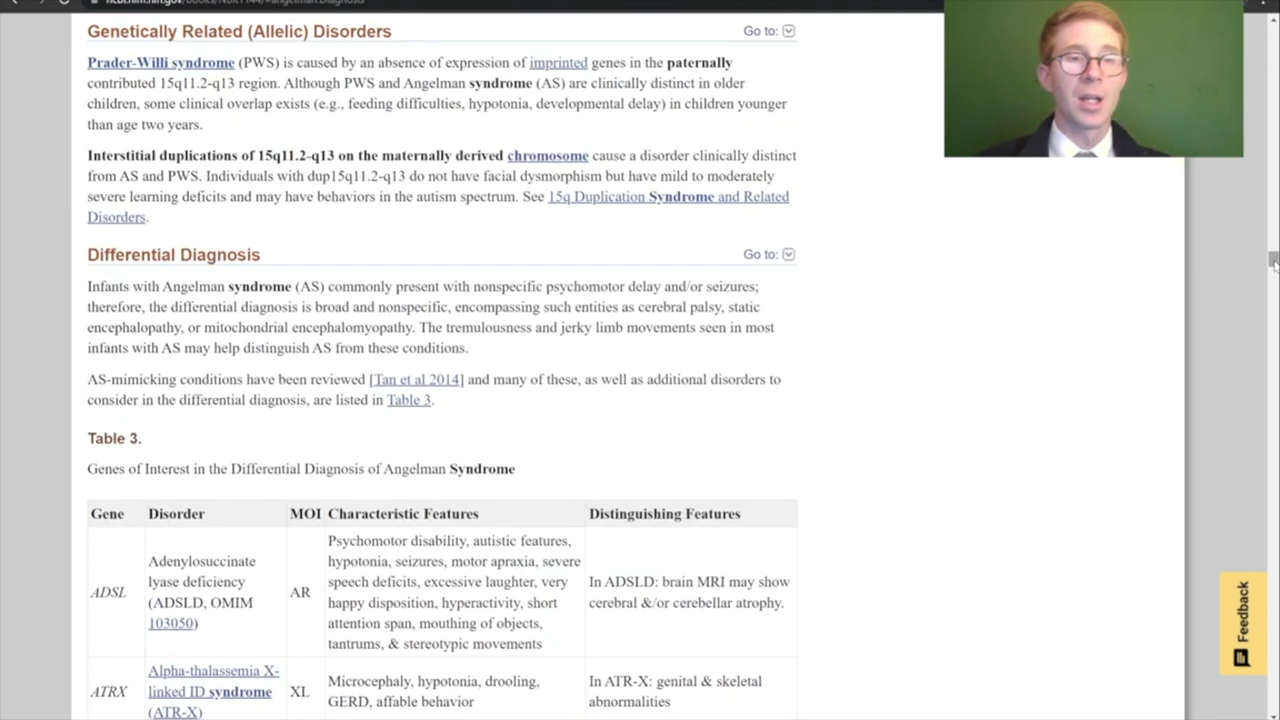 Genetically Related (Allelic) Disorders
Go to:
Prader-Willi syndrome (PWS) is caused by an absence of expression of imprinted genes in the paternally
contributed 15q11.2-q13 region. Although PWS and Angelman syndrome (AS) are clinically distinct in older
children, some clinical overlap exists (e.g., feeding difficulties, hypotonia, developmental delay) in children younger
than age two years.
Interstitial duplications of 15q11.2-q13 on the maternally derived chromosome cause a disorder clinically distinct
from AS and PWS. Individuals with dup15q11.2-q13 do not have facial dysmorphism but have mild to moderately
severe learning deficits and may have behaviors in the autism spectrum. See 15q Duplication Syndrome and Related
Disorders.
Differential Diagnosis
Go to:
Infants with Angelman syndrome (AS) commonly present with nonspecific psychomotor delay and/or seizures;
therefore, the differential diagnosis is broad and nonspecific, encompassing such entities as cerebral palsy, static
encephalopathy, or mitochondrial encephalomyopathy. The tremulousness and jerky limb movements seen in most
infants with AS may help distinguish AS from these conditions.
AS-mimicking conditions have been reviewed [Tan et al 2014] and many of these, as well as additional disorders to
consider in the differential diagnosis, are listed in Table 3.
Table 3.
Genes of Interest in the Differential Diagnosis of Angelman Syndrome
Gene Disorder MOI Characteristic Features Distinguishing Features
ADSL
Adenylosuccinate
lyase deficiency
(ADSLD, OMIM
103050)
AR
Psychomotor disability, autistic features,
hypotonia, seizures, motor apraxia, severe
speech deficits, excessive laughter, very
happy disposition, hyperactivity, short
attention span, mouthing of objects,
tantrums, & stereotypic movements
In ADSLD: brain MRI may show
cerebral &/or cerebellar atrophy.
ATRX
Alpha-thalassemia X-
linked ID syndrome
(ATR-X)
XL
Microcephaly, hypotonia, drooling,
GERD, affable behavior
In ATR-X: genital & skeletal
abnormalities
Feedback